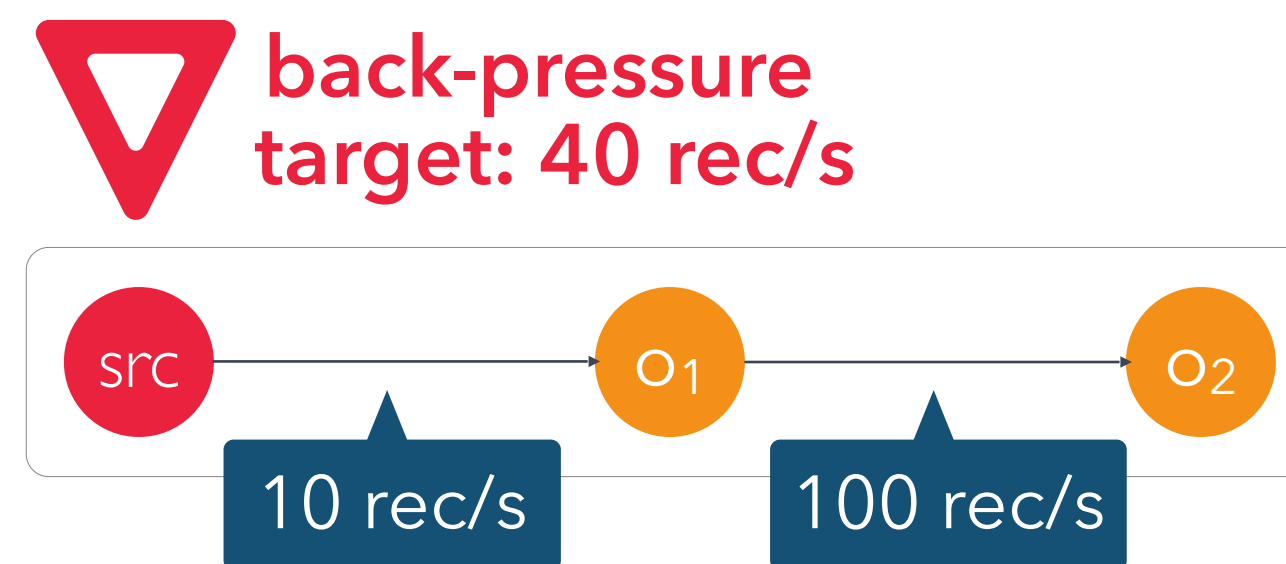 back-pressure
target: 40 rec/s
src
o₁
o₂
10 rec/s
100 rec/s